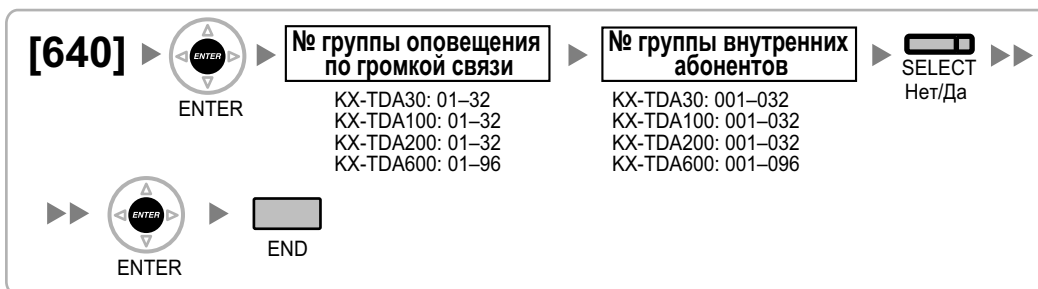 [640]
ENTER
ENTER
№ группы оповещения
по громкой связи
KX-TDA30: 01–32
KX-TDA100: 01–32
KX-TDA200: 01–32
KX-TDA600: 01–96
№ группы внутренних
абонентов
KX-TDA30: 001–032
KX-TDA100: 001–032
KX-TDA200: 001–032
KX-TDA600: 001–096
SELECT
Нет/Да
ENTER
ENTER
END